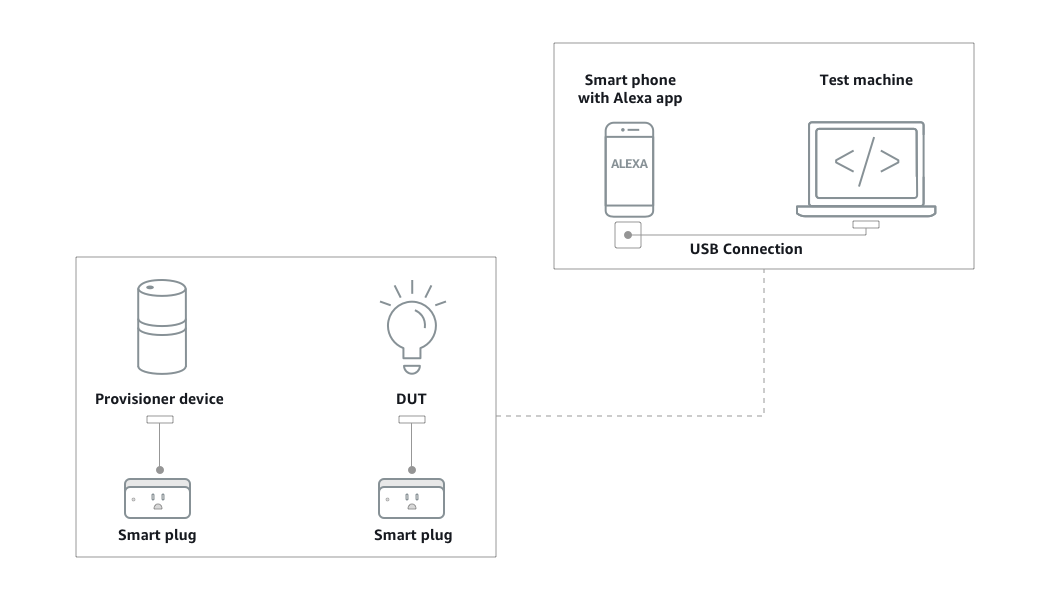 Smart phone
with Alexa app
Test machine
ALEXA
</>
USB Connection
Provisioner device
DUT
Smart plug
Smart plug